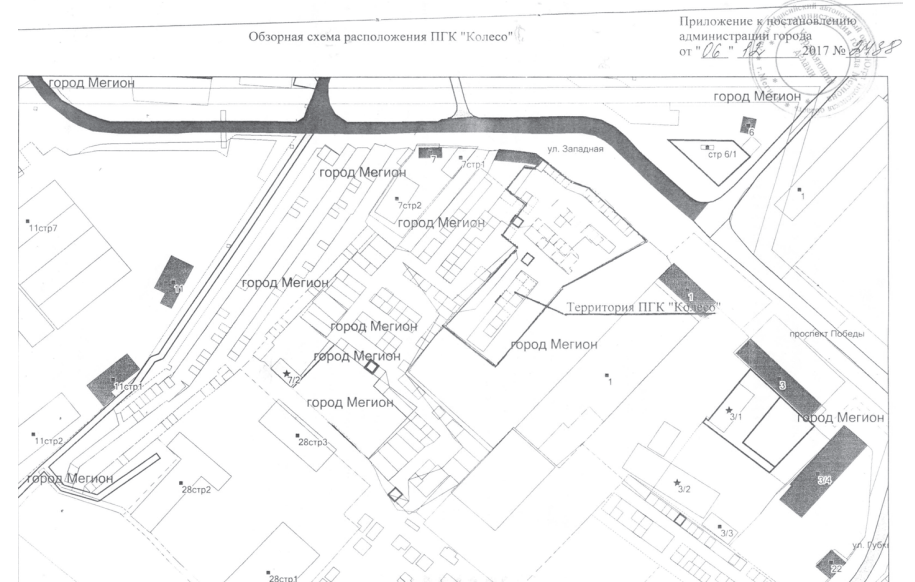 Обзорная схема расположения ПГК "Колесо"
Приложение к постановлению
администрации города
от "06" 12 2017 № 2488
город Мегион
город Мегион
6
стр 6/1
ул. Западная
7
7стр1
город Мегион
1
7стр2
11стр7
город Мегион
11
город Мегион
1
Территория ПГК "Колесо"
город Мегион
проспект Победы
город Мегион
город Мегион
7/2
11стр1
1
3
город Мегион
3/1
город Мегион
11стр2
28стр3
город Мегион
3/4
28стр2
3/2
3/3
ул. Губк
22
28стр1